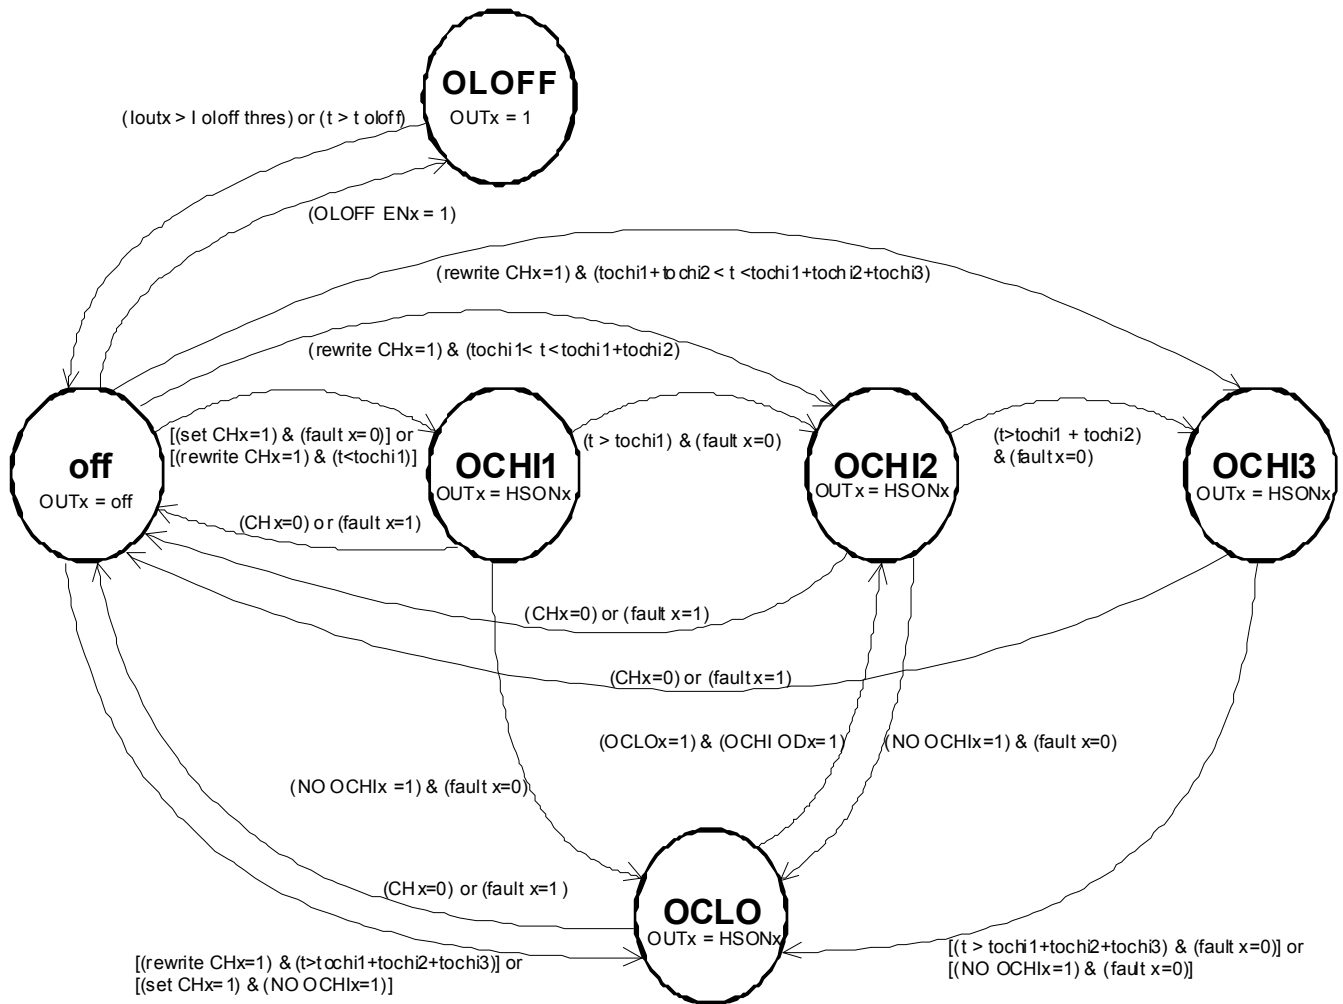 OLOFF
OUTx = 1
(Ioutx > I oloff thres) or (t > t oloff)
(OLOFF ENx = 1)
(rewrite CHx=1) & (tochi1+tochi2 < t <tochi1+tochi2+tochi3)
(rewrite CHx=1) & (tochi1< t <tochi1+tochi2)
off
OUTx = off
[(set CHx=1) & (fault x=0)] or
[(rewrite CHx=1) & (t<tochi1)]
OCHI1
OUTx = HSONx
(t > tochi1) & (fault x=0)
OCHI2
OUTx = HSONx
(t>tochi1 + tochi2)
& (fault x=0)
OCHI3
OUTx = HSONx
(CHx=0) or (fault x=1)
(CHx=0) or (fault x=1)
(CHx=0) or (fault x=1)
(OCLOx=1) & (OCHI ODx=1)
(NO OCHIx=1) & (fault x=0)
(NO OCHIx =1) & (fault x=0)
(CHx=0) or (fault x=1)
OCLO
OUTx = HSONx
[(rewrite CHx=1) & (t>tochi1+tochi2+tochi3)] or
[(set CHx=1) & (NO OCHIx=1)]
[(t > tochi1+tochi2+tochi3) & (fault x=0)] or
[(NO OCHIx=1) & (fault x=0)]